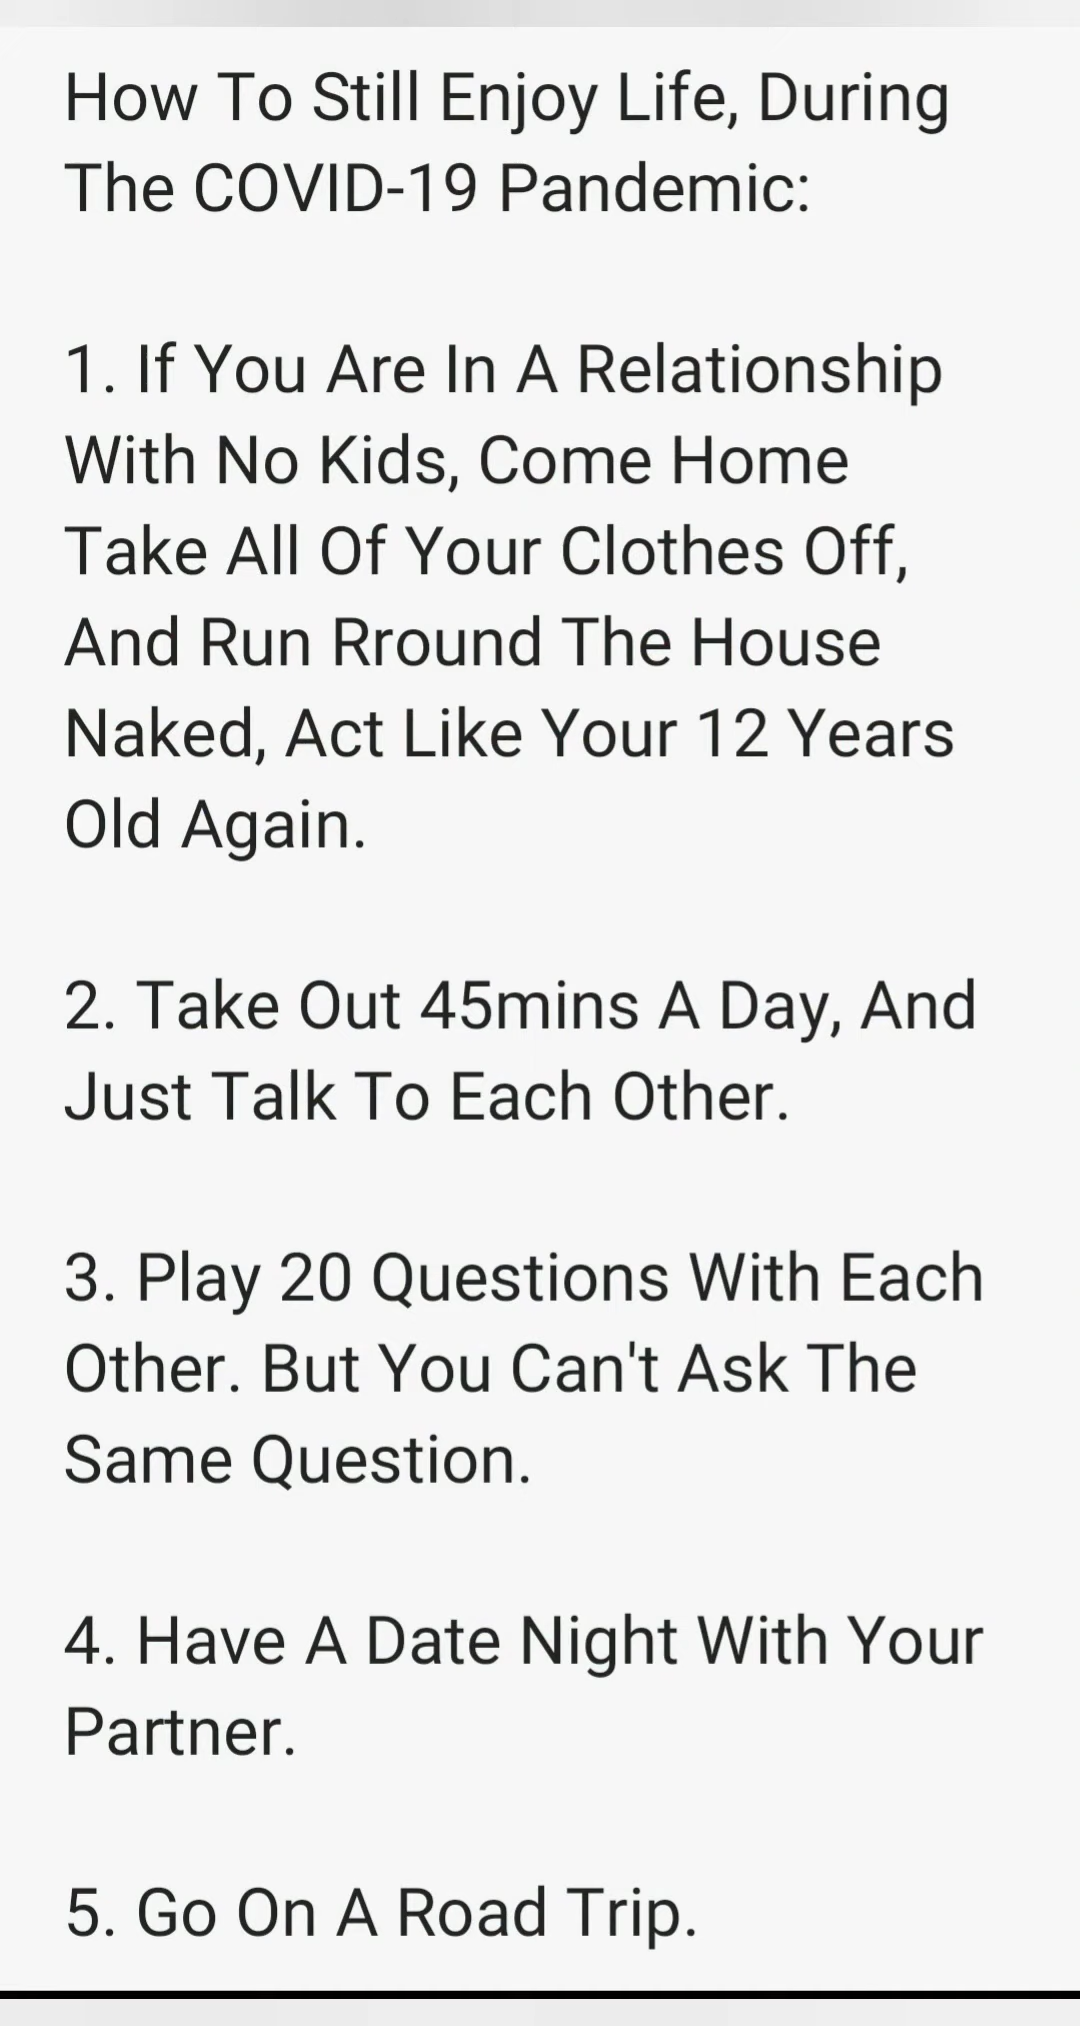 How To Still Enjoy Life, During
The COVID-19 Pandemic:
1. If You Are In A Relationship
With No Kids, Come Home
Take All Of Your Clothes Off,
And Run Rround The House
Naked, Act Like Your 12 Years
Old Again.
2. Take Out 45mins A Day, And
Just Talk To Each Other.
3. Play 20 Questions With Each
Other. But You Can't Ask The
Same Question.
4. Have A Date Night With Your
Partner.
5. Go On A Road Trip.